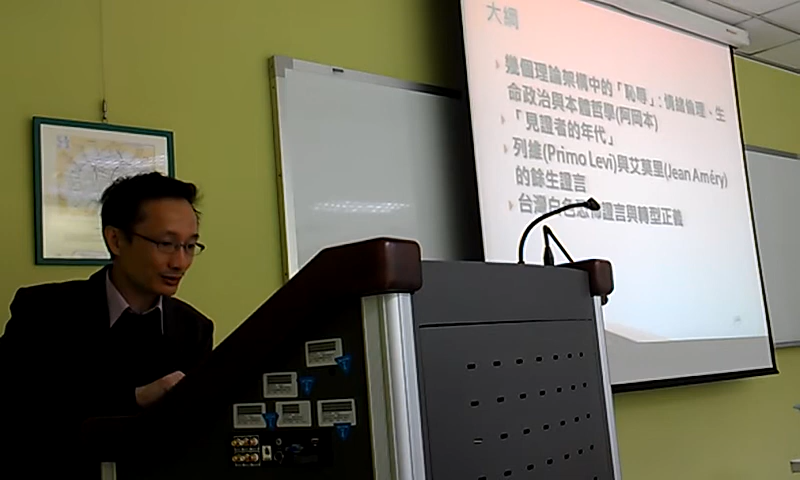 大綱
幾個理論架構中的「恥辱」：情緒倫理、生
命政治與本體哲學(阿岡本)
「見證者的年代」
列維(Primo Levi)與艾莫里(Jean Améry)
的餘生證言
台灣白色恐怖證言與轉型正義